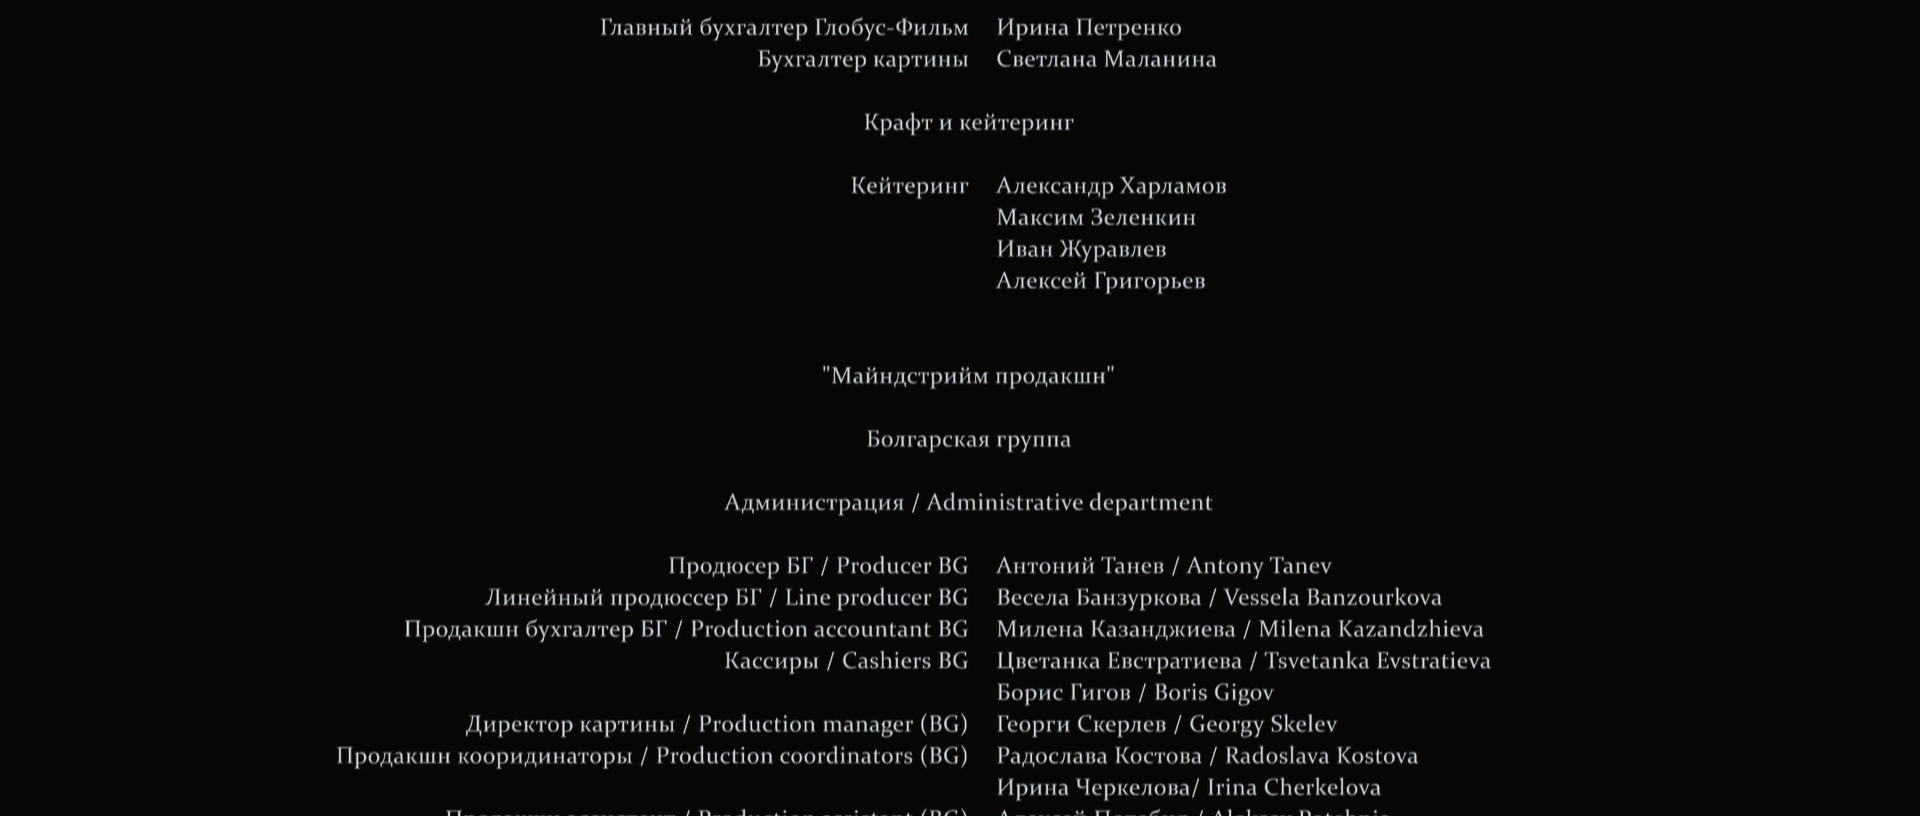 Главный бухгалтер Глобус-Фильм Ирина Петренко
Бухгалтер картины Светлана Маланина
Крафт и кейтеринг
Кейтеринг Александр Харламов
Максим Зеленкин
Иван Журавлев
Алексей Григорьев
"Майндстрийм продакшн"
Болгарская группа
Администрация / Administrative department
Продюсер БГ / Producer BG Антоний Танев / Antony Tanev
Линейный продюссер БГ / Line producer BG Весела Банзуркова / Vessela Banzourkova
Продакшн бухгалтер БГ / Production accountant BG Милена Казанджиева / Milena Kazandzhieva
Кассиры / Cashiers BG Цветанка Евстратиева / Tsvetanka Evstratieva
Борис Гигов / Boris Gigov
Директор картины / Production manager (BG) Георги Скерлев / Georgy Skelev
Продакшн кооридинаторы / Production coordinators (BG) Радослава Костова / Radoslava Kostova
Ирина Черкелова/ Irina Cherkelova